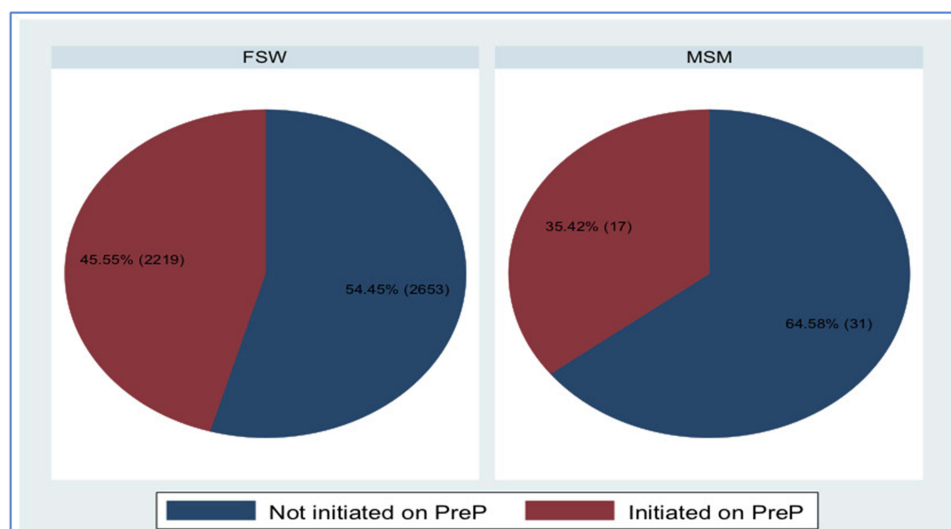 FSW
MSM
45.55% (2219)
54.45% (2653)
35.42% (17)
64.58% (31)
Not initiated on PreP
Initiated on PreP